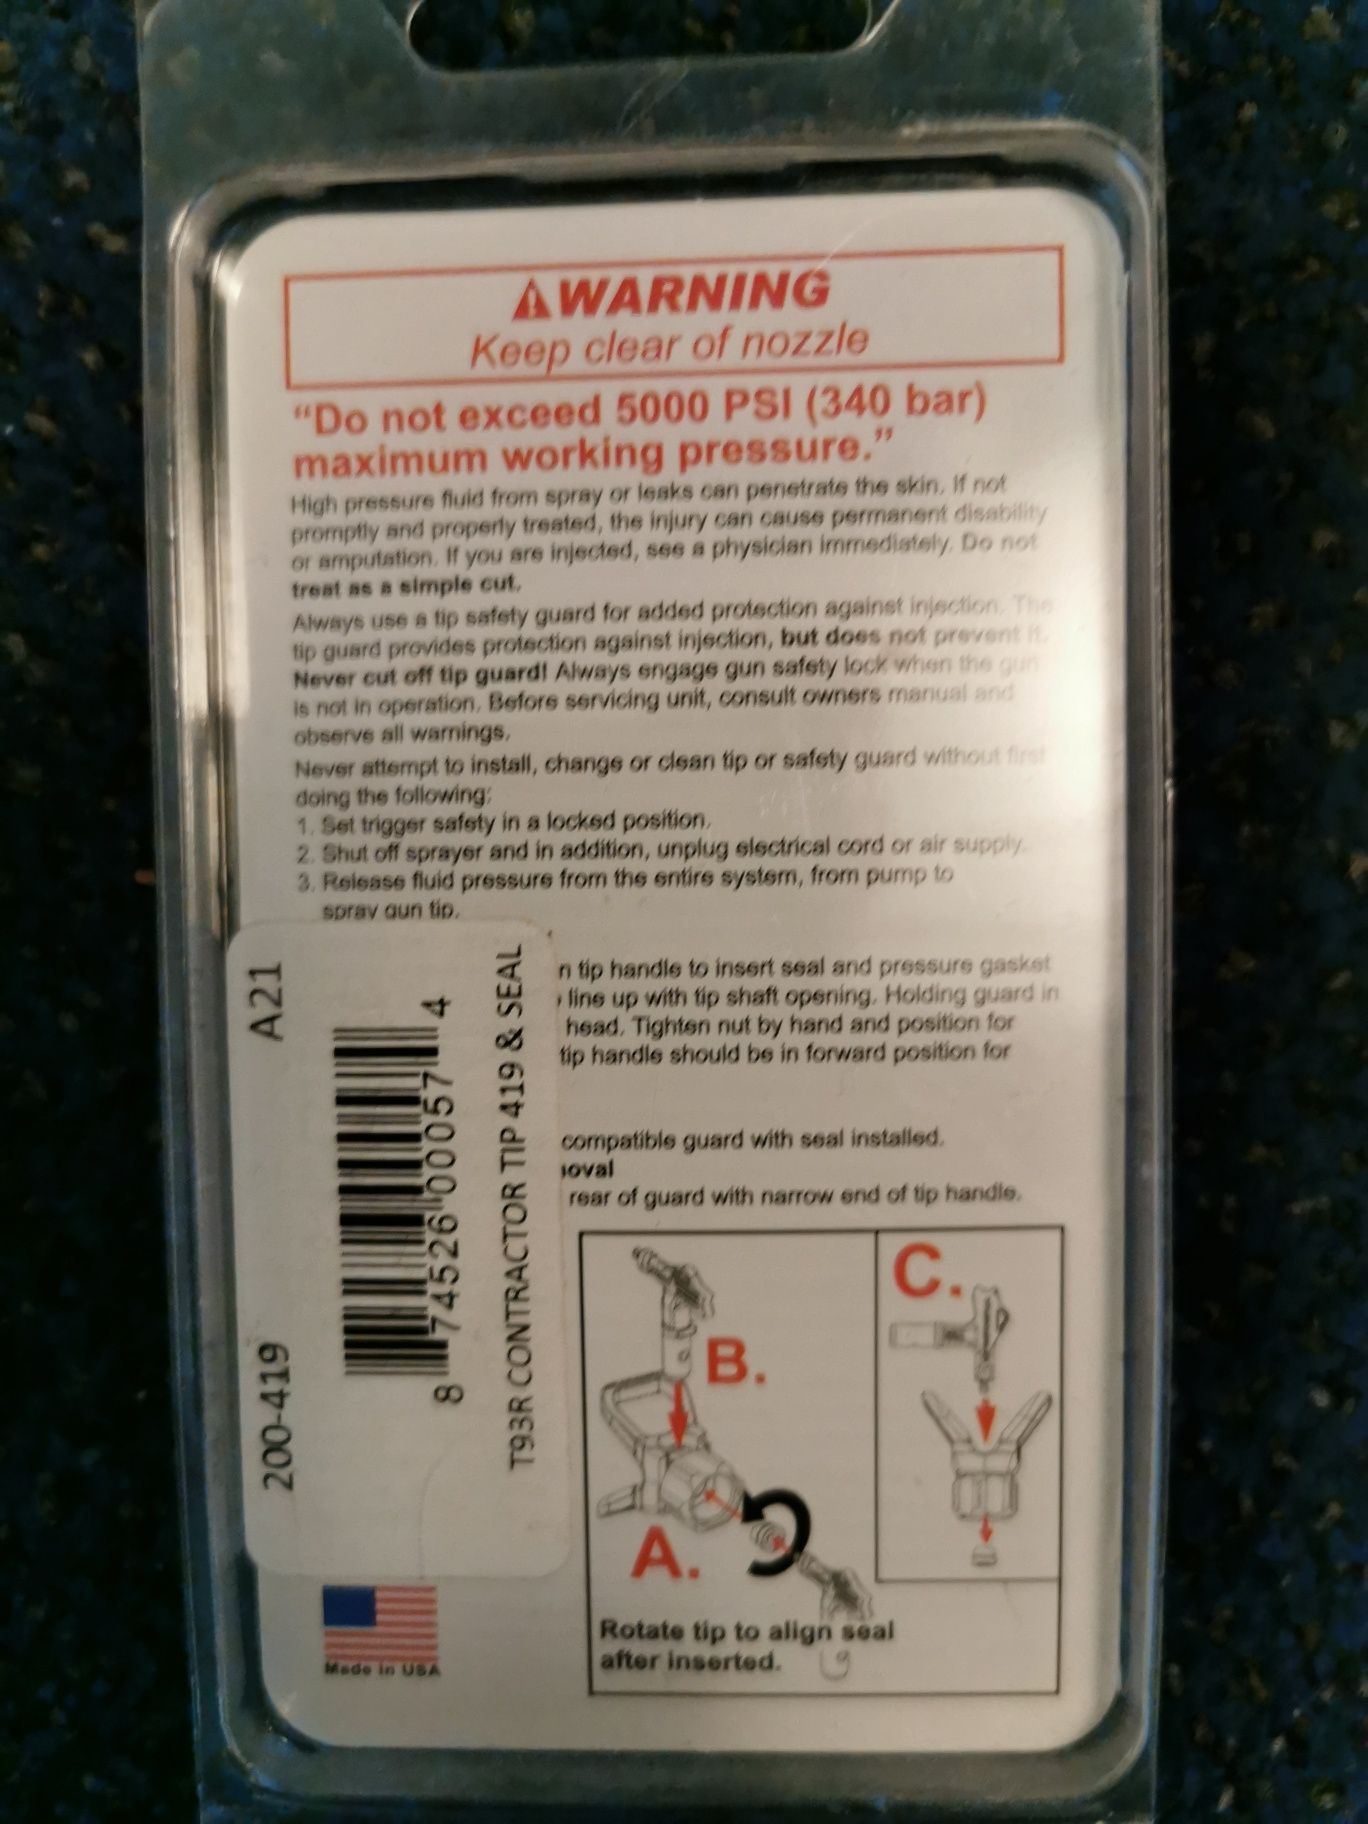 WARNING
Keep clear of nozzle
“Do not exceed 5000 PSI (340 bar)
maximum working pressure.”
High pressure fluid from spray or leaks can penetrate the skin. If not
promptly and properly treated, the injury can cause permanent disability
or amputation. If you are injected, see a physician immediately. Do not
treat as a simple cut.
Always use a tip safety guard for added protection against injection. The
tip guard provides protection against injection, but does not prevent it.
Never cut off tip guard! Always engage gun safety lock when the gun
is not in operation. Before servicing unit, consult owners manual and
observe all warnings.
Never attempt to install, change or clean tip or safety guard without first
doing the following:
1. Set trigger safety in a locked position.
2. Shut off sprayer and in addition, unplug electrical cord or air supply.
3. Release fluid pressure from the entire system, from pump to
spray gun tip.
n tip handle to insert seal and pressure gasket
line up with tip shaft opening. Holding guard in
head. Tighten nut by hand and position for
tip handle should be in forward position for
compatible guard with seal installed.
oval
rear of guard with narrow end of tip handle.
A21
200-419
8 74526 00057 4
T93R CONTRACTOR TIP 419 & SEAL
B.
C.
A.
Rotate tip to align seal
after inserted.
Made in USA